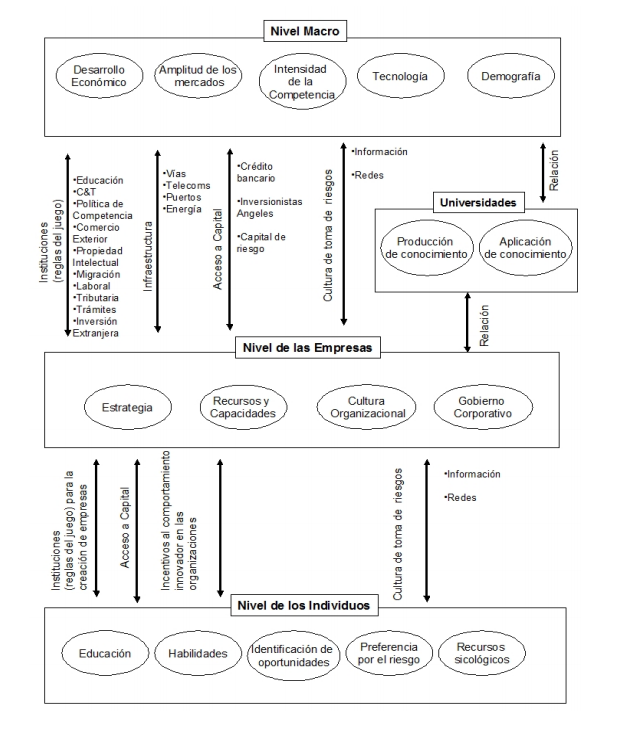 Nivel Macro
Desarrollo
Económico
Amplitud de los
mercados
Intensidad
de la
Competencia
Tecnología
Demografía
Instituciones
(reglas del juego)
•Educación
•C&T
•Política de
Competencia
•Comercio
Exterior
•Propiedad
Intelectual
•Migración
•Laboral
•Tributaria
•Trámites
•Inversión
Extranjera
Infraestructura
•Vías
•Telecoms
•Puertos
•Energía
Acceso a Capital
•Crédito
bancario
•Inversionistas
Angeles
•Capital de
riesgo
Cultura de toma de riesgos
•Información
•Redes
Relación
Universidades
Producción
de conocimiento
Aplicación
de conocimiento
Relación
Nivel de las Empresas
Estrategia
Recursos y
Capacidades
Cultura
Organizacional
Gobierno
Corporativo
Instituciones
(reglas del juego) para la
creación de empresas
Acceso a Capital
Incentivos al comportamiento
innovador en las
organizaciones
Cultura de toma de riesgos
•Información
•Redes
Nivel de los Individuos
Educación
Habilidades
Identificación de
oportunidades
Preferencia
por el riesgo
Recursos
sicológicos